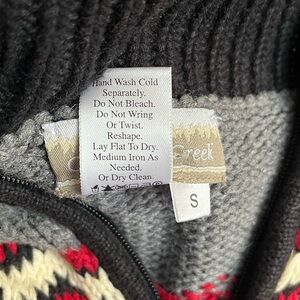 Hand Wash Cold
Separately.
Do Not Bleach.
Do Not Wring
Or Twist.
Reshape.
Lay Flat To Dry.
Medium Iron As
Needed.
Or Dry Clean.
Creek
S